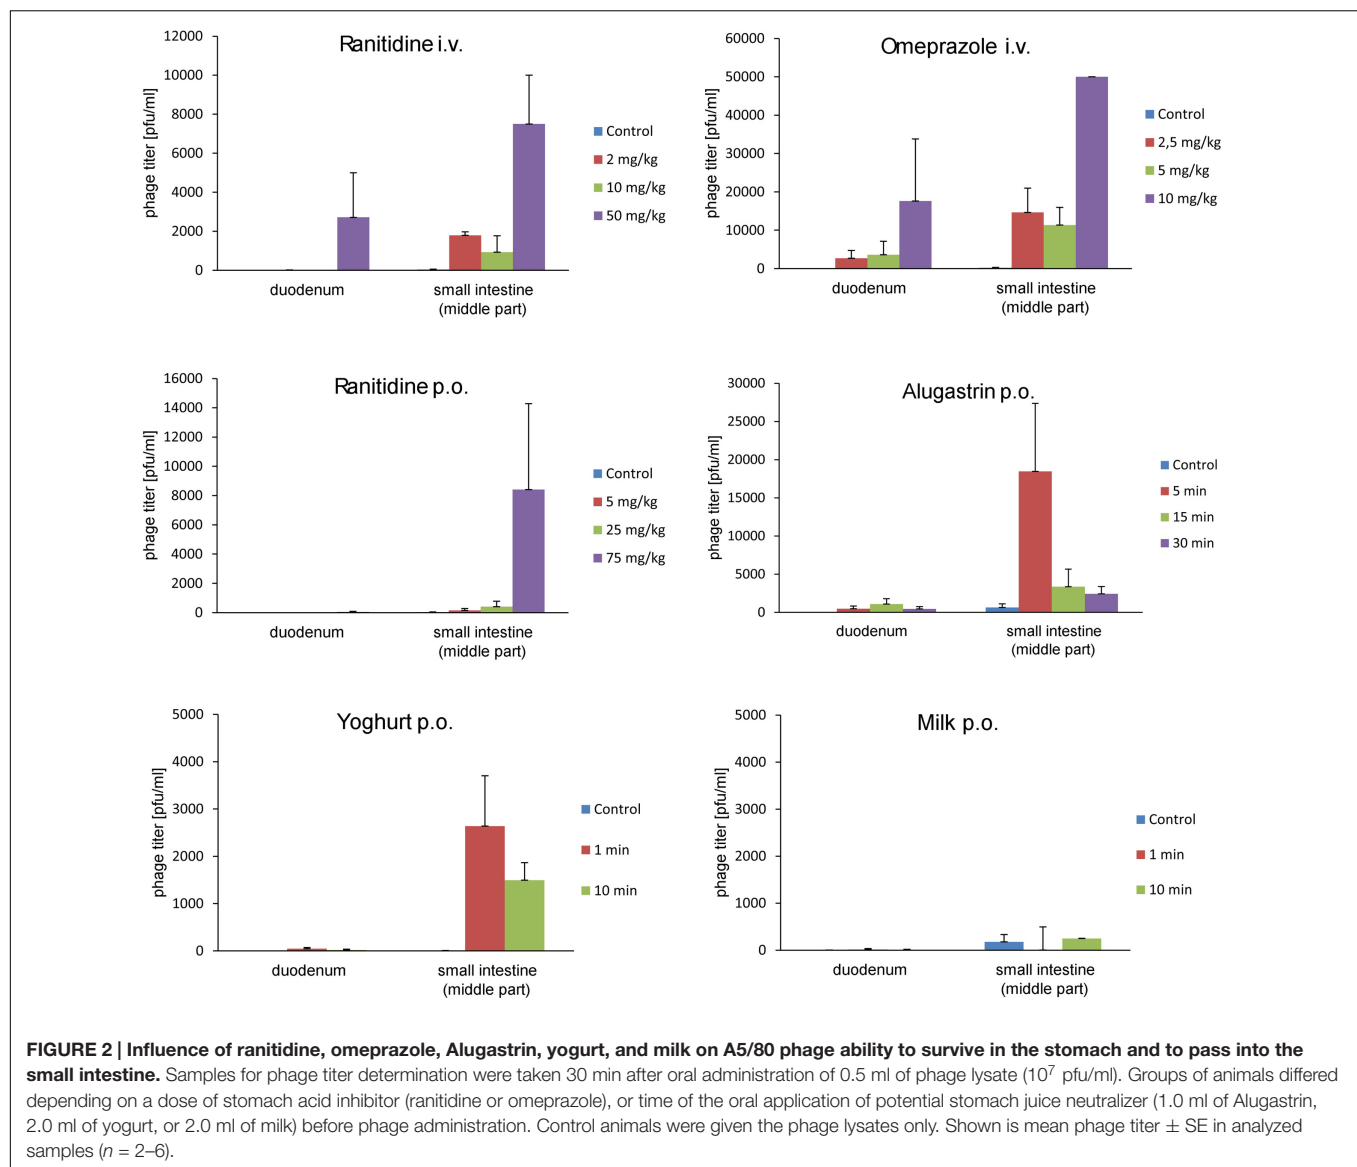 Ranitidine i.v.
phage titer [pfu/ml]
12000
10000
8000
6000
4000
2000
0
duodenum
small intestine
(middle part)
Control
2 mg/kg
10 mg/kg
50 mg/kg
Omeprazole i.v.
phage titer [pfu/ml]
60000
50000
40000
30000
20000
10000
0
duodenum
small intestine
(middle part)
Control
2,5 mg/kg
5 mg/kg
10 mg/kg
Ranitidine p.o.
phage titer [pfu/ml]
16000
14000
12000
10000
8000
6000
4000
2000
0
duodenum
small intestine
(middle part)
Control
5 mg/kg
25 mg/kg
75 mg/kg
Alugastrin p.o.
phage titer [pfu/ml]
30000
25000
20000
15000
10000
5000
0
duodenum
small intestine
(middle part)
Control
5 min
15 min
30 min
Yoghurt p.o.
phage titer [pfu/ml]
5000
4000
3000
2000
1000
0
duodenum
small intestine
(middle part)
Control
1 min
10 min
Milk p.o.
phage titer [pfu/ml]
5000
4000
3000
2000
1000
0
duodenum
small intestine
(middle part)
Control
1 min
10 min
FIGURE 2 | Influence of ranitidine, omeprazole, Alugastrin, yogurt, and milk on A5/80 phage ability to survive in the stomach and to pass into the
small intestine. Samples for phage titer determination were taken 30 min after oral administration of 0.5 ml of phage lysate (10⁷ pfu/ml). Groups of animals differed
depending on a dose of stomach acid inhibitor (ranitidine or omeprazole), or time of the oral application of potential stomach juice neutralizer (1.0 ml of Alugastrin,
2.0 ml of yogurt, or 2.0 ml of milk) before phage administration. Control animals were given the phage lysates only. Shown is mean phage titer ± SE in analyzed
samples (n = 2–6).